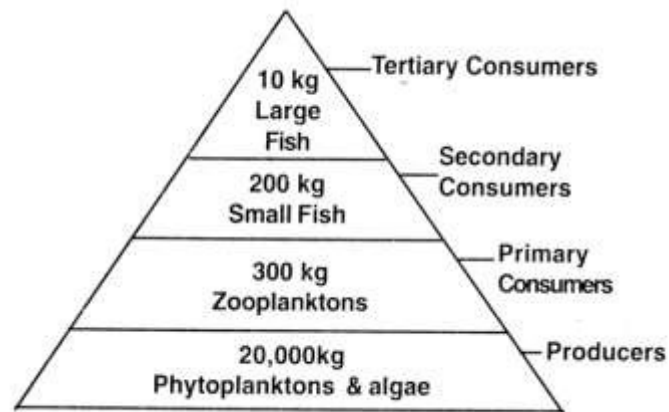 10 kg
Large
Fish
Tertiary Consumers
200 kg
Small Fish
Secondary
Consumers
300 kg
Zooplanktons
Primary
Consumers
20,000kg
Phytoplanktons & algae
Producers